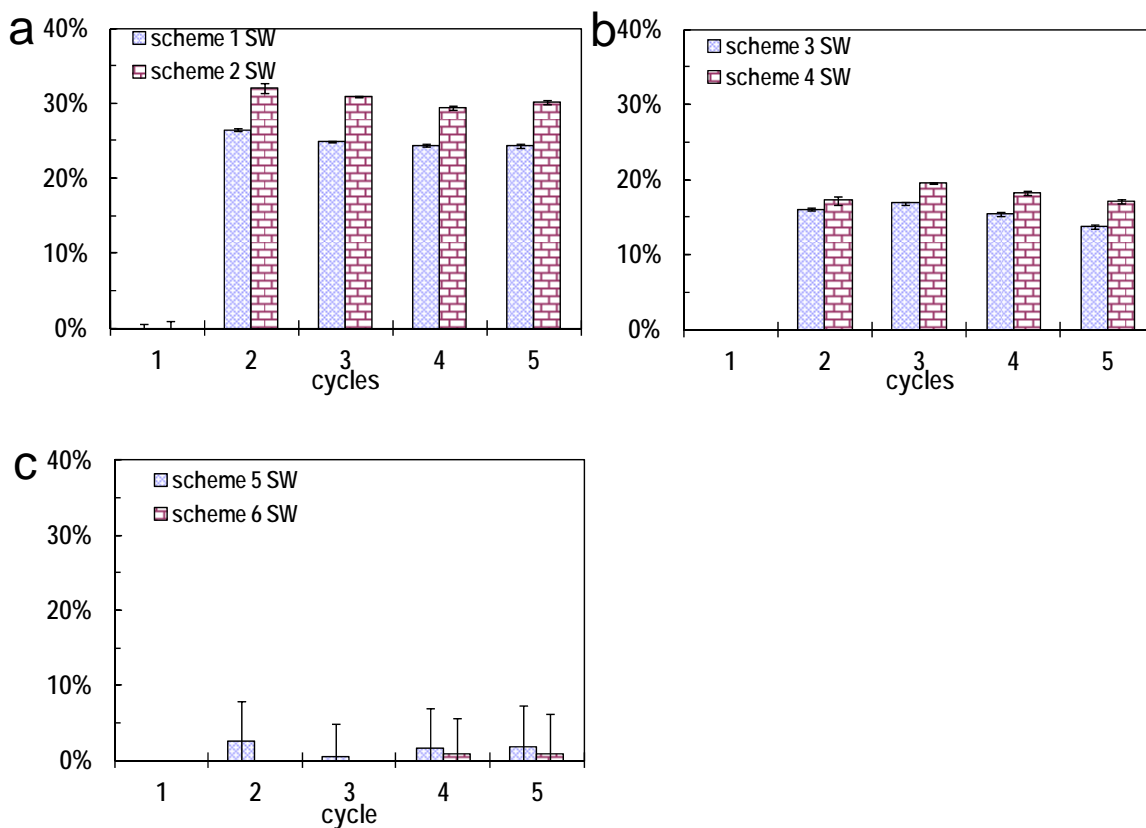 a
40%
30%
20%
10%
0%
scheme 1 SW
scheme 2 SW
1 2 3 4 5
cycles
b
40%
30%
20%
10%
0%
scheme 3 SW
scheme 4 SW
1 2 3 4 5
cycles
c
40%
30%
20%
10%
0%
scheme 5 SW
scheme 6 SW
1 2 3 4 5
cycle